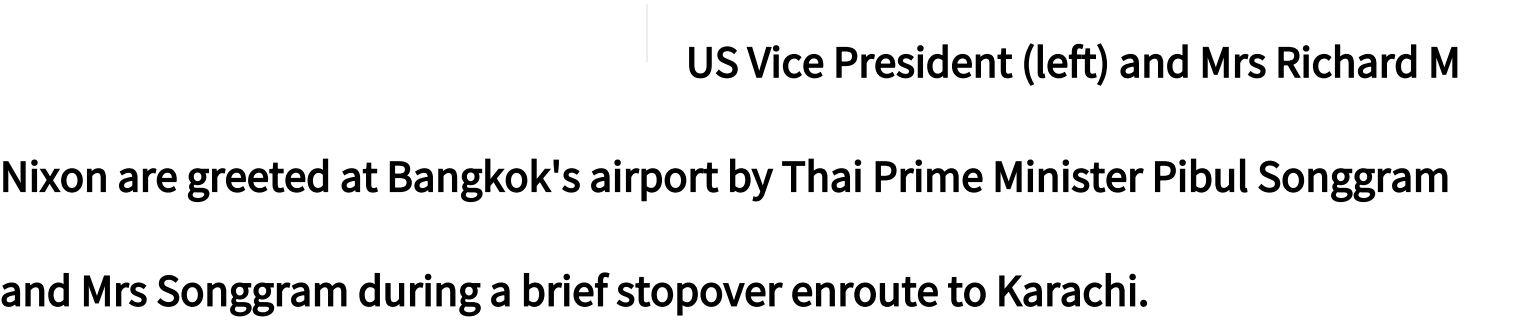 US Vice President (left) and Mrs Richard M
Nixon are greeted at Bangkok's airport by Thai Prime Minister Pibul Songgram
and Mrs Songgram during a brief stopover enroute to Karachi.